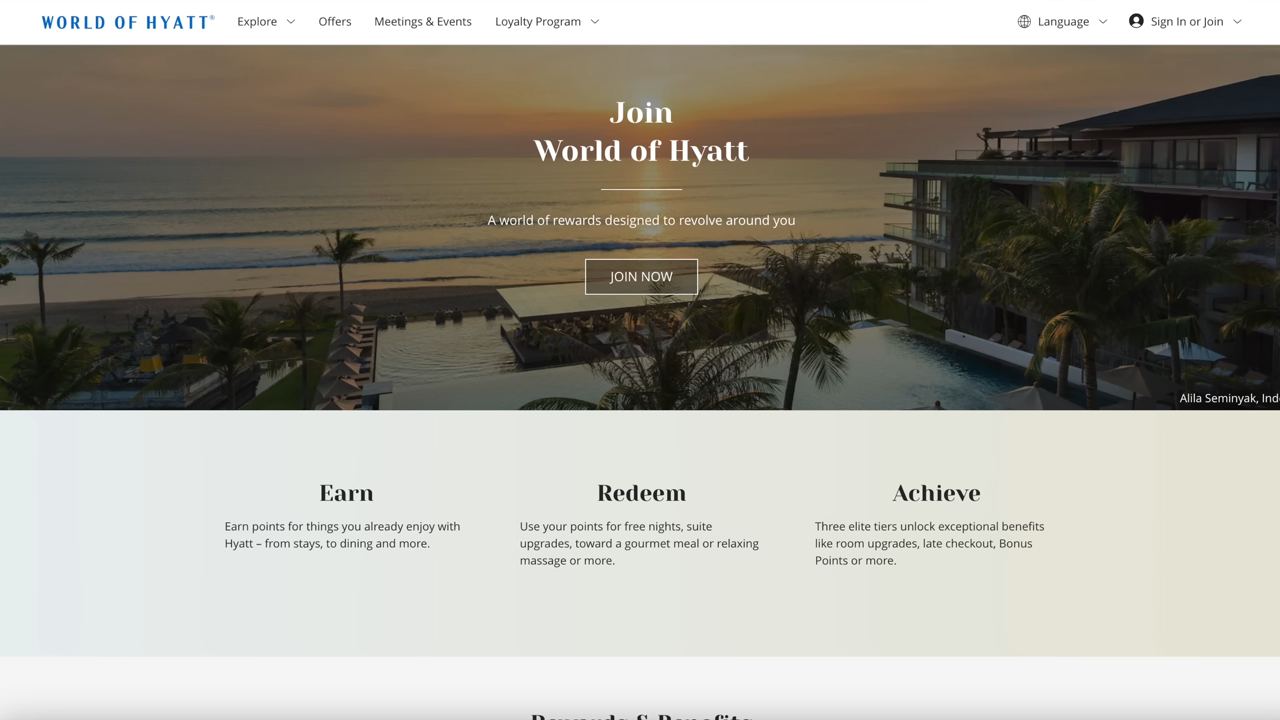 WORLD OF HYATT®
Explore
Offers
Meetings & Events
Loyalty Program
Language
Sign In or Join
Join
World of Hyatt
A world of rewards designed to revolve around you
JOIN NOW
Alila Seminyak, Ind
Earn
Earn points for things you already enjoy with
Hyatt – from stays, to dining and more.
Redeem
Use your points for free nights, suite
upgrades, toward a gourmet meal or relaxing
massage or more.
Achieve
Three elite tiers unlock exceptional benefits
like room upgrades, late checkout, Bonus
Points or more.
Rewards & Benefits